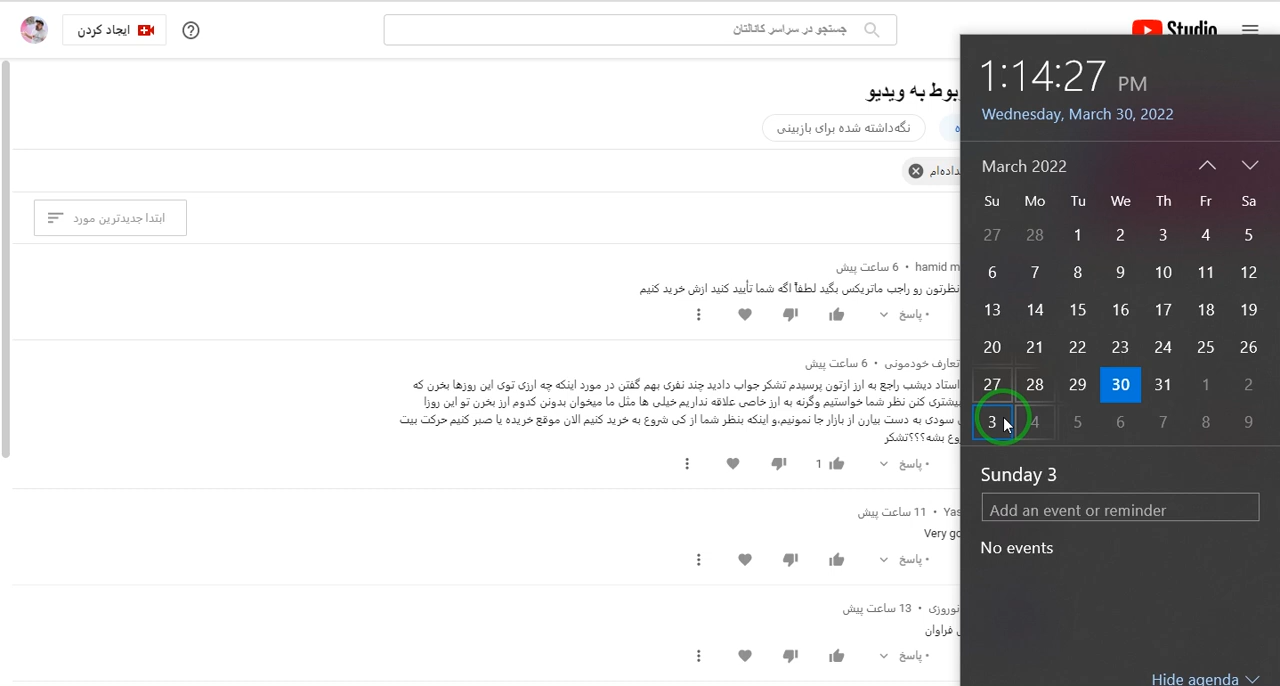 ایجاد کردن
جستجو در سراسر کانالتان
Studio
بوط به ویدیو
نگه‌داشته شده برای بازبینی
داده‌ام
ابتدا جدیدترین مورد
hamid m • 6 ساعت پیش
نظرتون رو راجب ماتریکس بگید لطفاً اگه شما تأیید کنید ازش خرید کنیم
پاسخ
تعارف خودمونی • 6 ساعت پیش
استاد دیشب راجع به ارز ازتون پرسیدم تشکر جواب دادید چند نفری بهم گفتن در مورد اینکه چه ارزی توی این روزها بخرن که
بیشتری کنن نظر شما خواستیم وگرنه به ارز خاصی علاقه نداریم خیلی ها مثل ما میخوان بدونن کدوم ارز بخرن تو این روزا
سودی به دست بیارن از بازار جا نمونیم.و اینکه بنظر شما از کی شروع به خرید کنیم الان موقع خریده یا صبر کنیم حرکت بیت
وع بشه؟؟؟تشکر
پاسخ 1
Yas • 11 ساعت پیش
Very go
پاسخ
نوروزی • 13 ساعت پیش
فراوان
پاسخ
1:14:27 PM
Wednesday, March 30, 2022
March 2022
Su Mo Tu We Th Fr Sa
27 28 1 2 3 4 5
6 7 8 9 10 11 12
13 14 15 16 17 18 19
20 21 22 23 24 25 26
27 28 29 30 31 1 2
3 4 5 6 7 8 9
Sunday 3
Add an event or reminder
No events
Hide agenda